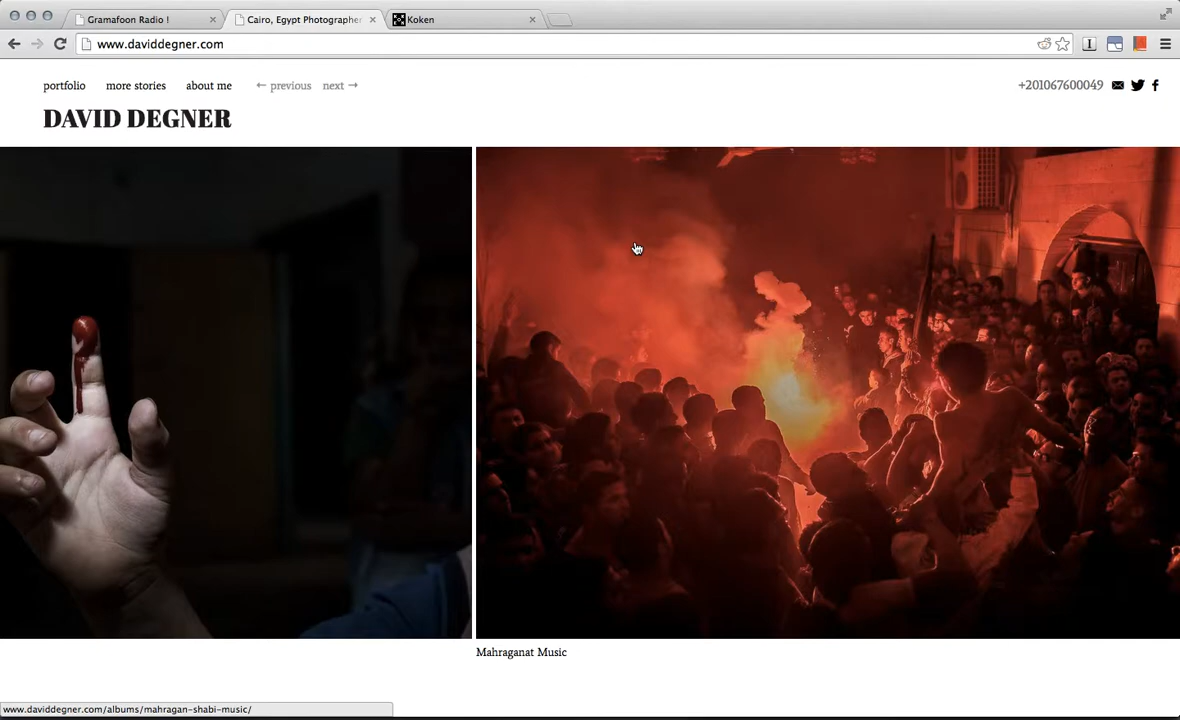 Gramafoon Radio !
Cairo, Egypt Photographer
Koken
www.daviddegner.com
portfolio
more stories
about me
← previous
next →
+201067600049
DAVID DEGNER
Mahraganat Music
www.daviddegner.com/albums/mahragan-shabi-music/